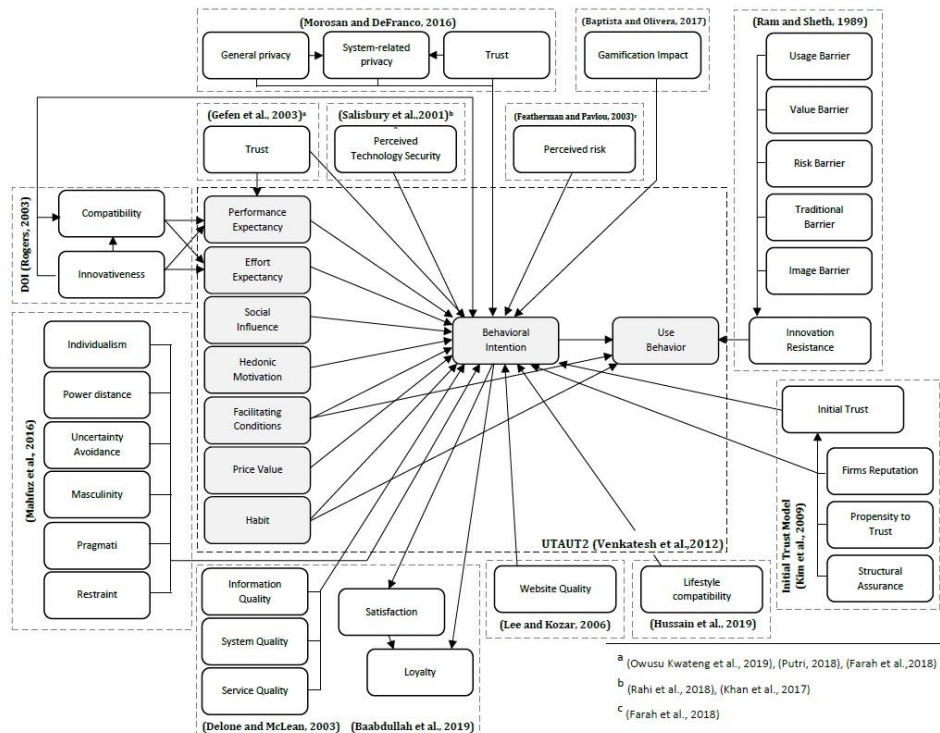 (Morosan and DeFranco, 2016)
General privacy
System-related
privacy
Trust
(Baptista and Olivera, 2017)
Gamification Impact
(Ram and Sheth, 1989)
Usage Barrier
Value Barrier
Risk Barrier
Traditional
Barrier
Image Barrier
Innovation
Resistance
(Gefen et al., 2003)a
Trust
(Salisbury et al.,2001)b
Perceived
Technology Security
(Featherman and Pavlou, 2003)c
Perceived risk
DOI (Rogers, 2003)
Compatibility
Innovativeness
Performance
Expectancy
Effort
Expectancy
Social
Influence
Hedonic
Motivation
Facilitating
Conditions
Price Value
Habit
Behavioral
Intention
Use
Behavior
UTAUT2 (Venkatesh et al.,2012)
(Mahfuz et al., 2016)
Individualism
Power distance
Uncertainty
Avoidance
Masculinity
Pragmati
Restraint
Initial Trust Model
(Kim et al., 2009)
Initial Trust
Firms Reputation
Propensity to
Trust
Structural
Assurance
Information
Quality
System Quality
Service Quality
(Delone and McLean, 2003)
Satisfaction
Loyalty
(Baabdullah et al., 2019)
Website Quality
(Lee and Kozar, 2006)
Lifestyle
compatibility
(Hussain et al., 2019)
a (Owusu Kwateng et al., 2019), (Putri, 2018), (Farah et al.,2018)
b (Rahi et al., 2018), (Khan et al. 2017)
c (Farah et al., 2018)